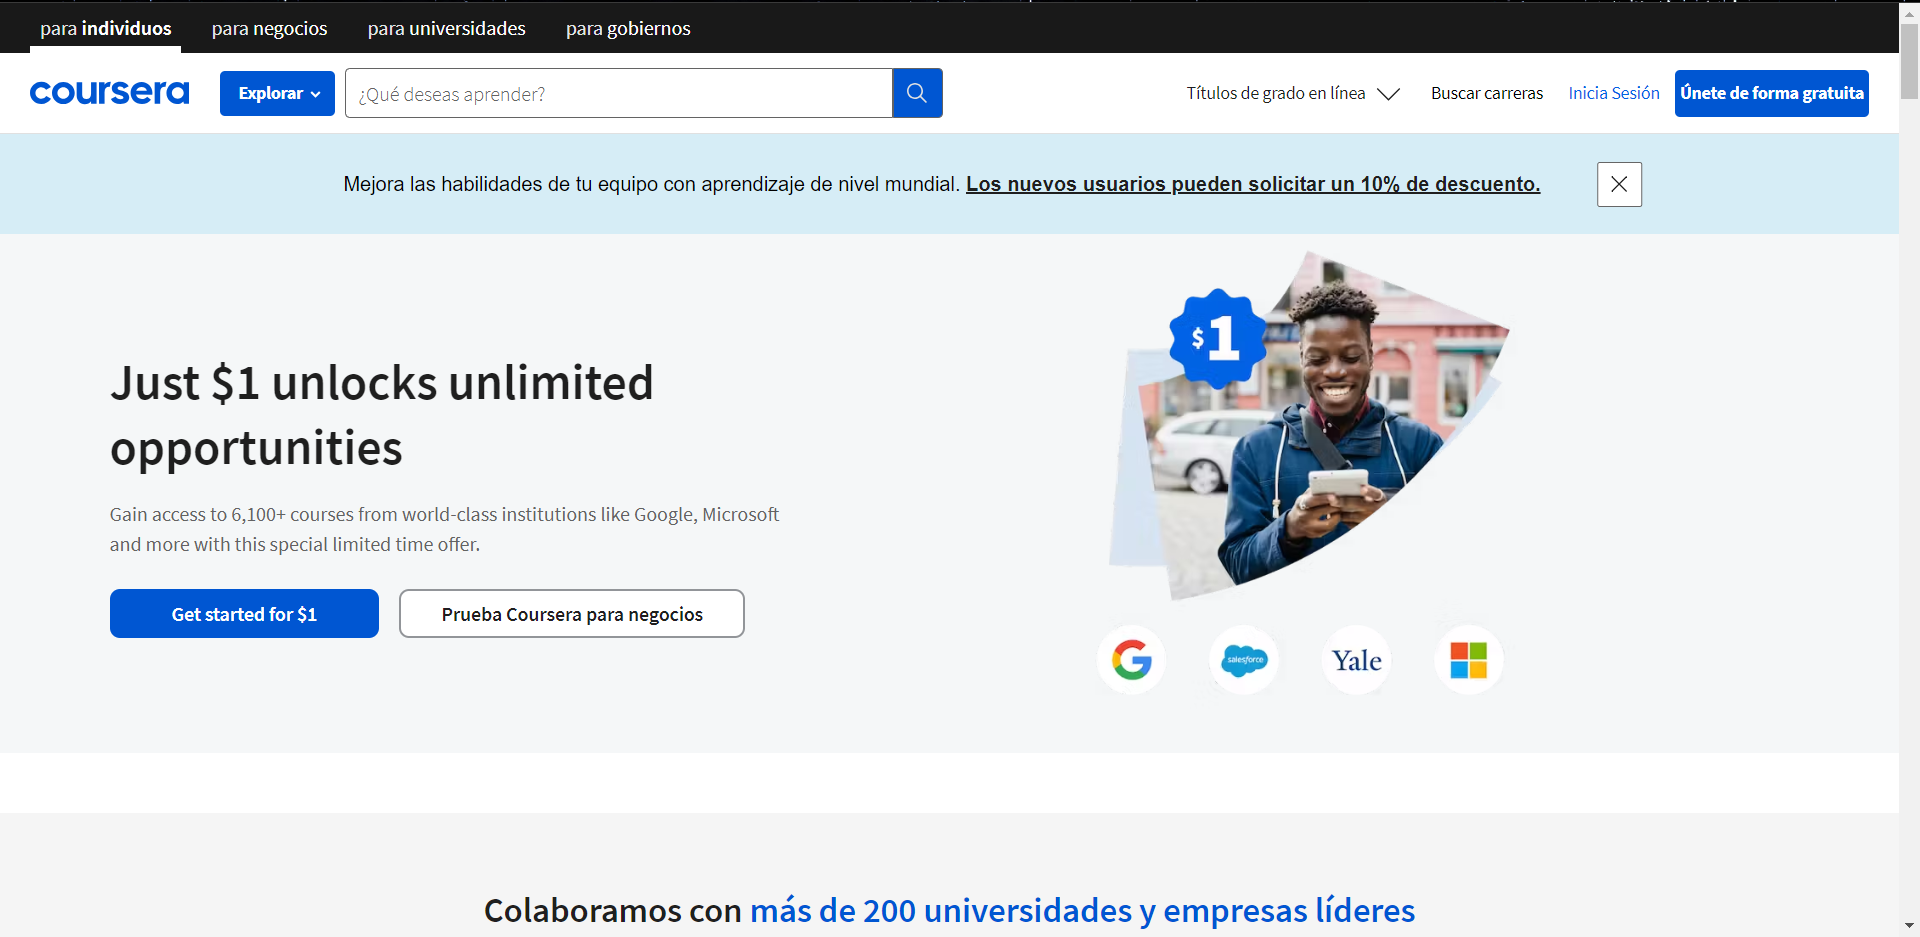 para individuos
para negocios
para universidades
para gobiernos
coursera
Explorar
¿Qué deseas aprender?
Títulos de grado en línea
Buscar carreras
Inicia Sesión
Únete de forma gratuita
Mejora las habilidades de tu equipo con aprendizaje de nivel mundial. Los nuevos usuarios pueden solicitar un 10% de descuento.
$1
Just $1 unlocks unlimited
opportunities
Gain access to 6,100+ courses from world-class institutions like Google, Microsoft
and more with this special limited time offer.
Get started for $1
Prueba Coursera para negocios
G
salesforce
Yale
Colaboramos con más de 200 universidades y empresas líderes